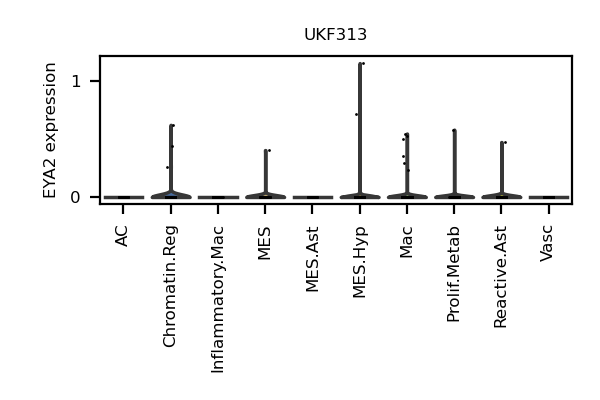 UKF313
EYA2 expression
1
0
AC
Chromatin.Reg
Inflammatory.Mac
MES
MES.Ast
MES.Hyp
Mac
Prolif.Metab
Reactive.Ast
Vasc